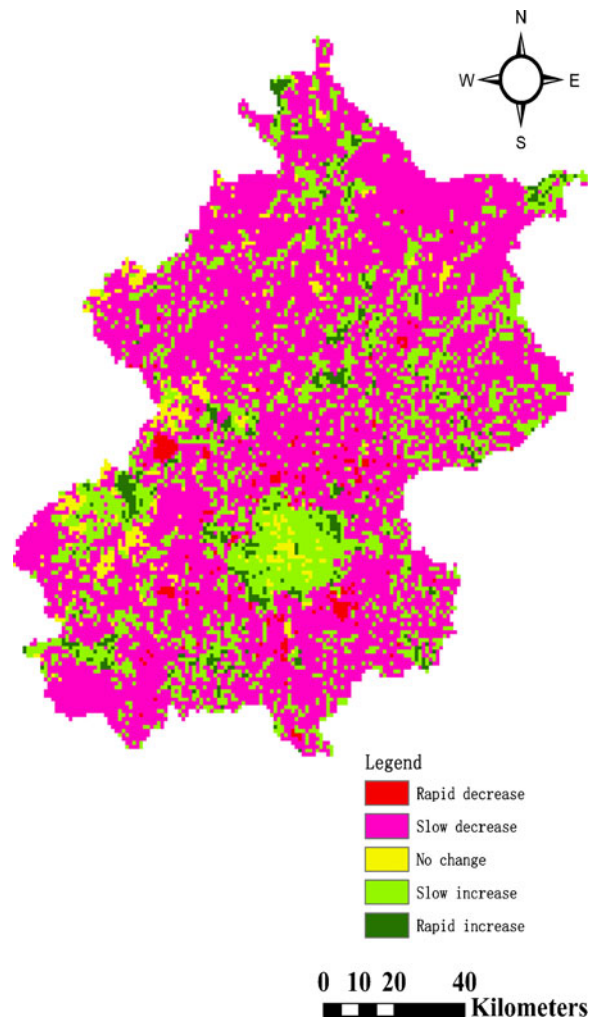 N
W E
S
Legend
Rapid decrease
Slow decrease
No change
Slow increase
Rapid increase
0 10 20 40
Kilometers